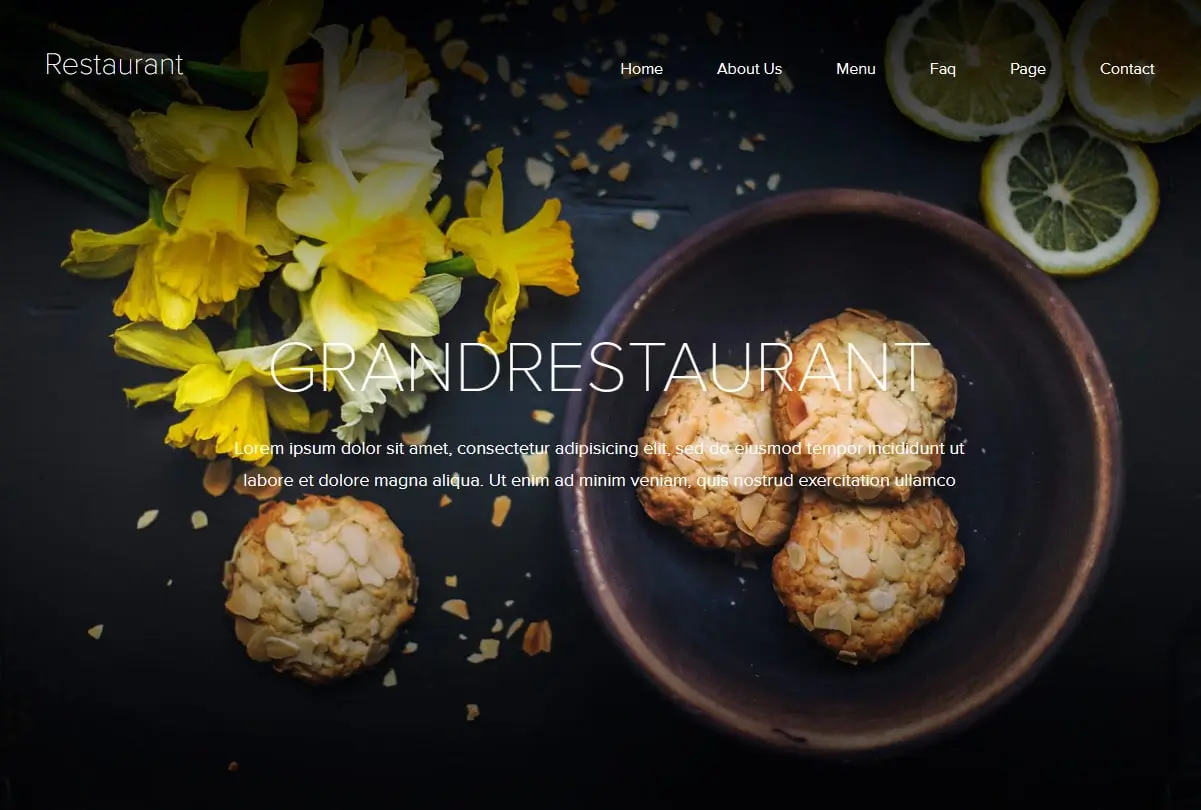 Restaurant
Home About Us Menu Faq Page Contact
GRANDRESTAURANT
Lorem ipsum dolor sit amet, consectetur adipisicing elit, sed do eiusmod tempor incididunt ut
labore et dolore magna aliqua. Ut enim ad minim veniam, quis nostrud exercitation ullamco